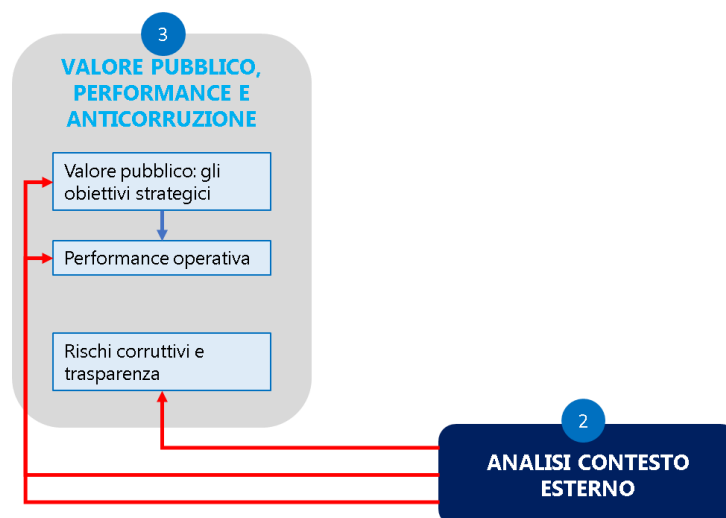 3
VALORE PUBBLICO,
PERFORMANCE E
ANTICORRUZIONE
Valore pubblico: gli
obiettivi strategici
Performance operativa
Rischi corruttivi e
trasparenza
2
ANALISI CONTESTO
ESTERNO